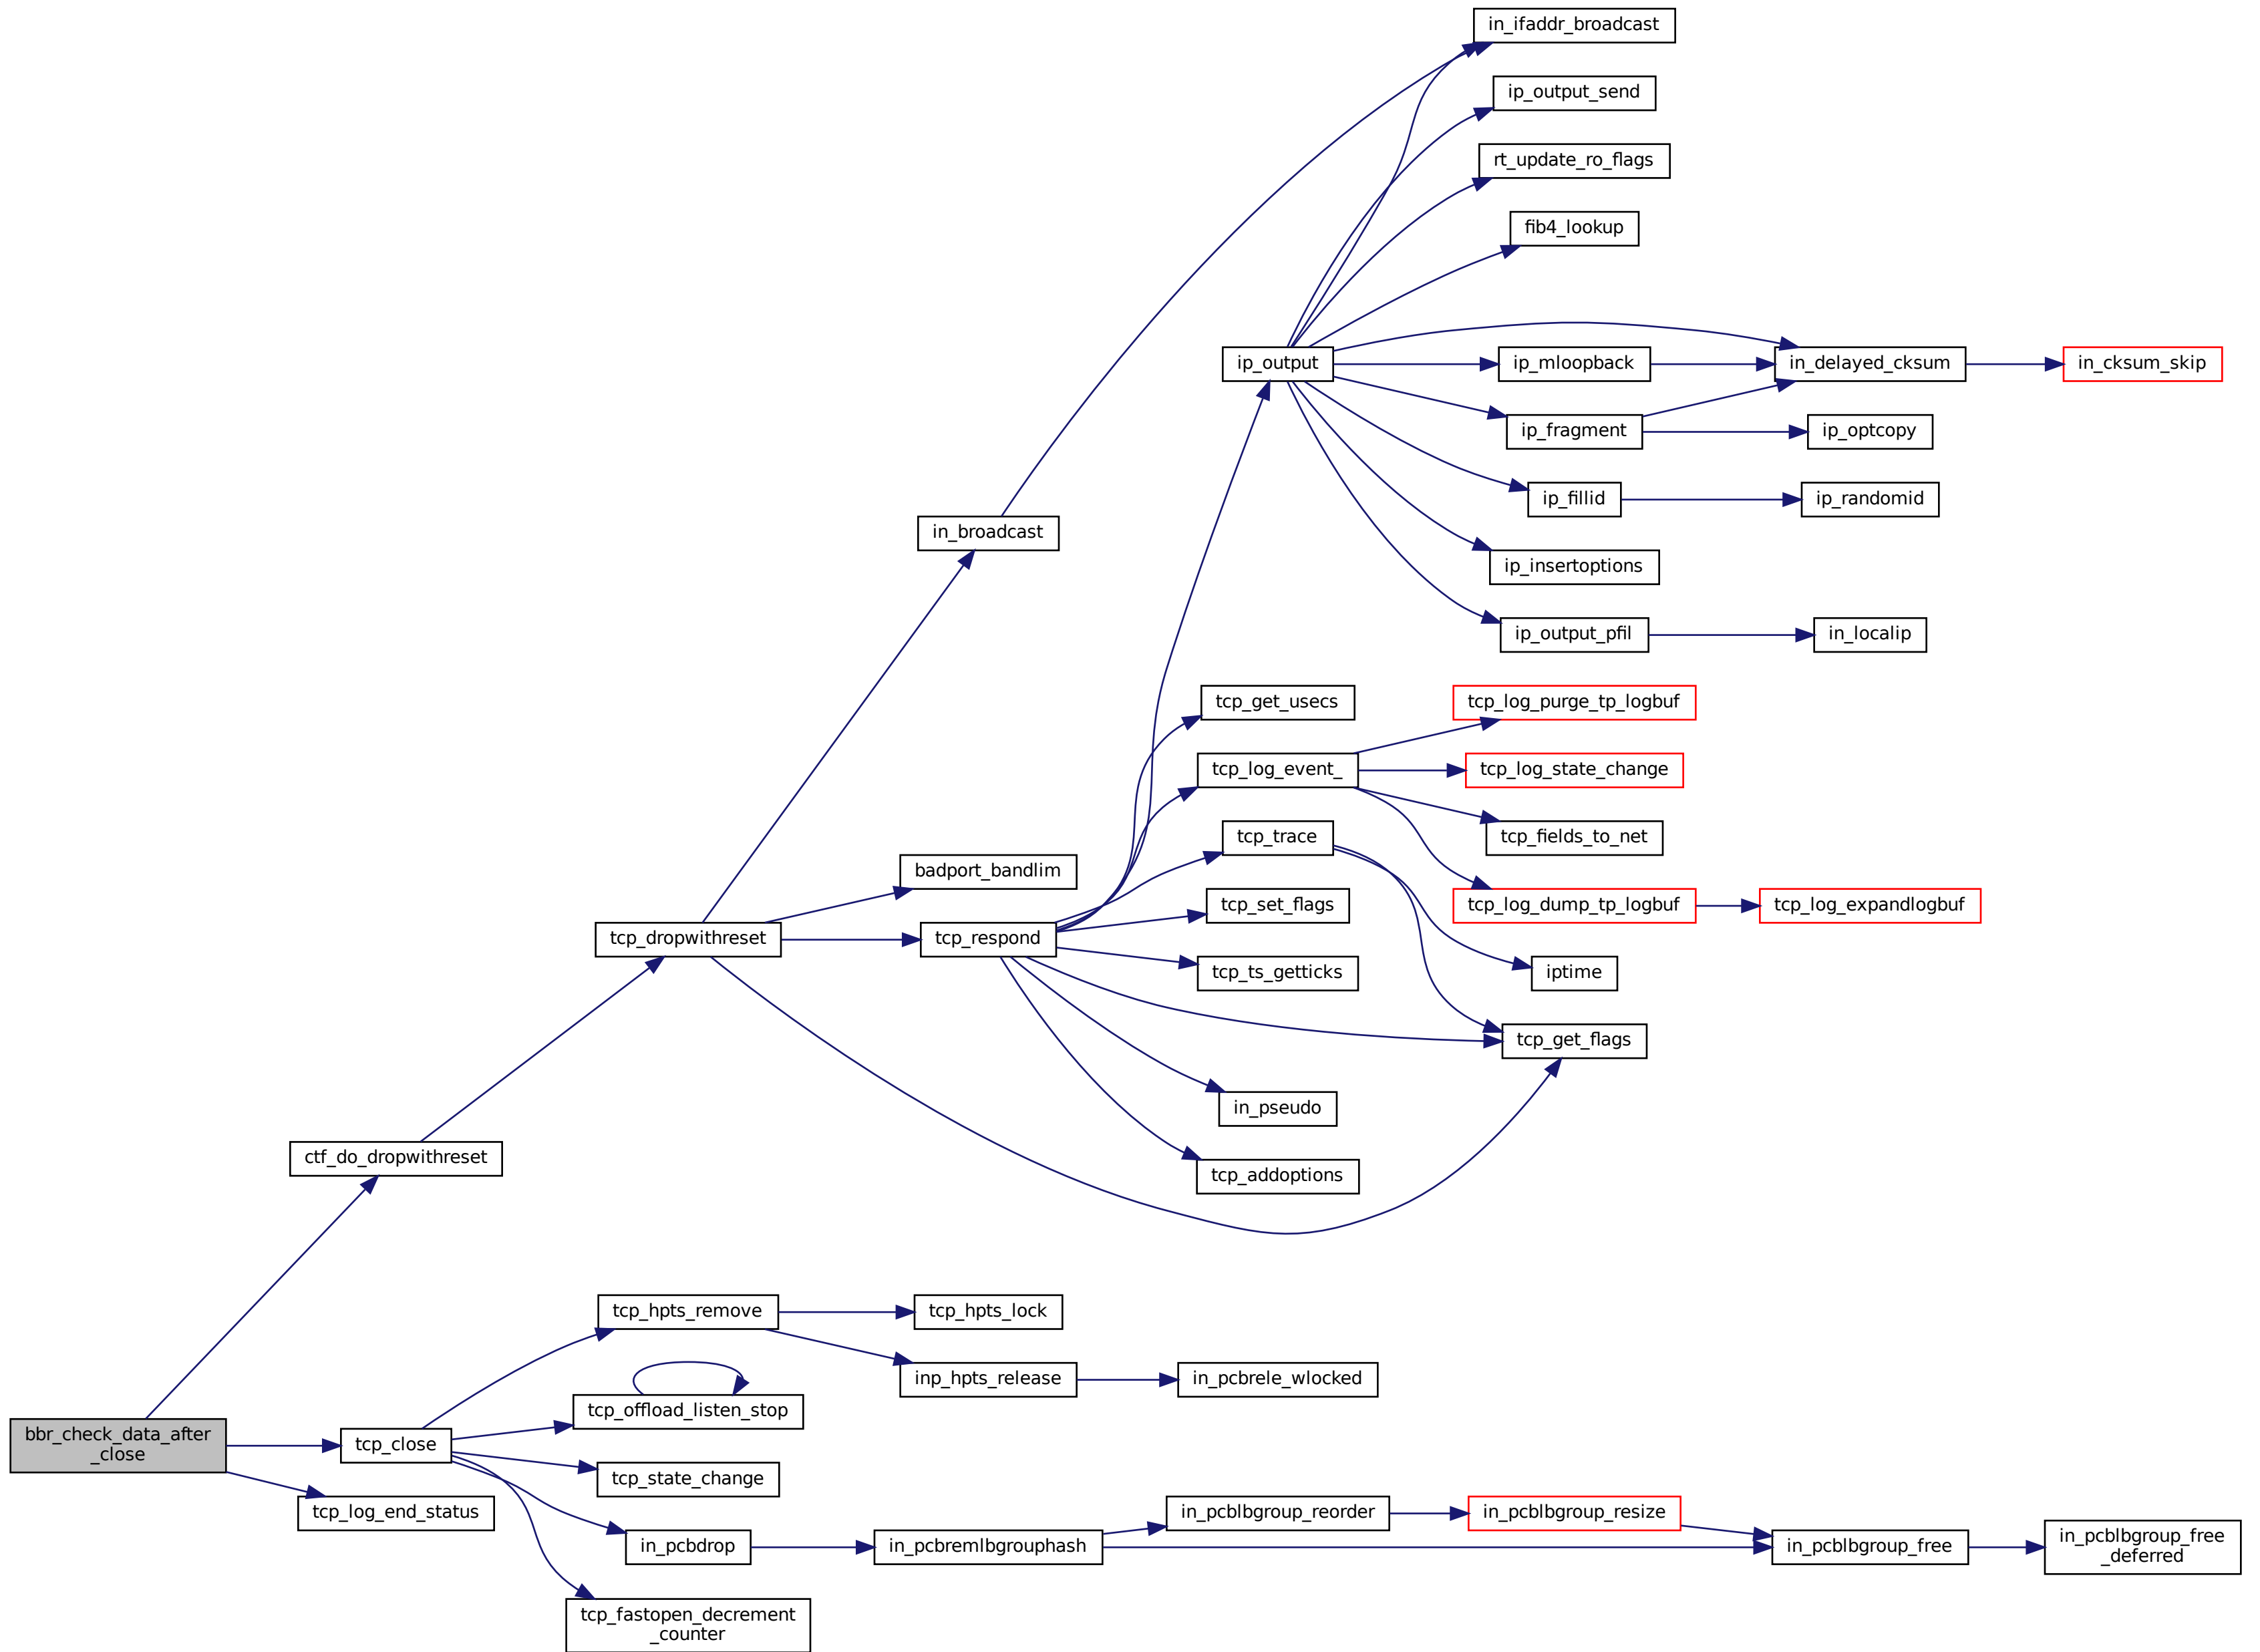 in_ifaddr_broadcast
ip_output_send
rt_update_ro_flags
fib4_lookup
ip_output
ip_mloopback
in_delayed_cksum
in_cksum_skip
ip_fragment
ip_optcopy
ip_fillid
ip_randomid
in_broadcast
ip_insertoptions
ip_output_pfil
in_localip
tcp_get_usecs
tcp_log_purge_tp_logbuf
tcp_log_event_
tcp_log_state_change
tcp_trace
tcp_fields_to_net
badport_bandlim
tcp_set_flags
tcp_log_dump_tp_logbuf
tcp_log_expandlogbuf
tcp_dropwithreset
tcp_respond
tcp_ts_getticks
iptime
tcp_get_flags
in_pseudo
ctf_do_dropwithreset
tcp_addoptions
tcp_hpts_remove
tcp_hpts_lock
inp_hpts_release
in_pcbrele_wlocked
tcp_offload_listen_stop
bbr_check_data_after
_close
tcp_close
tcp_state_change
tcp_log_end_status
in_pcblbgroup_reorder
in_pcblbgroup_resize
in_pcbdrop
in_pcbremlbgrouphash
in_pcblbgroup_free
in_pcblbgroup_free
_deferred
tcp_fastopen_decrement
_counter